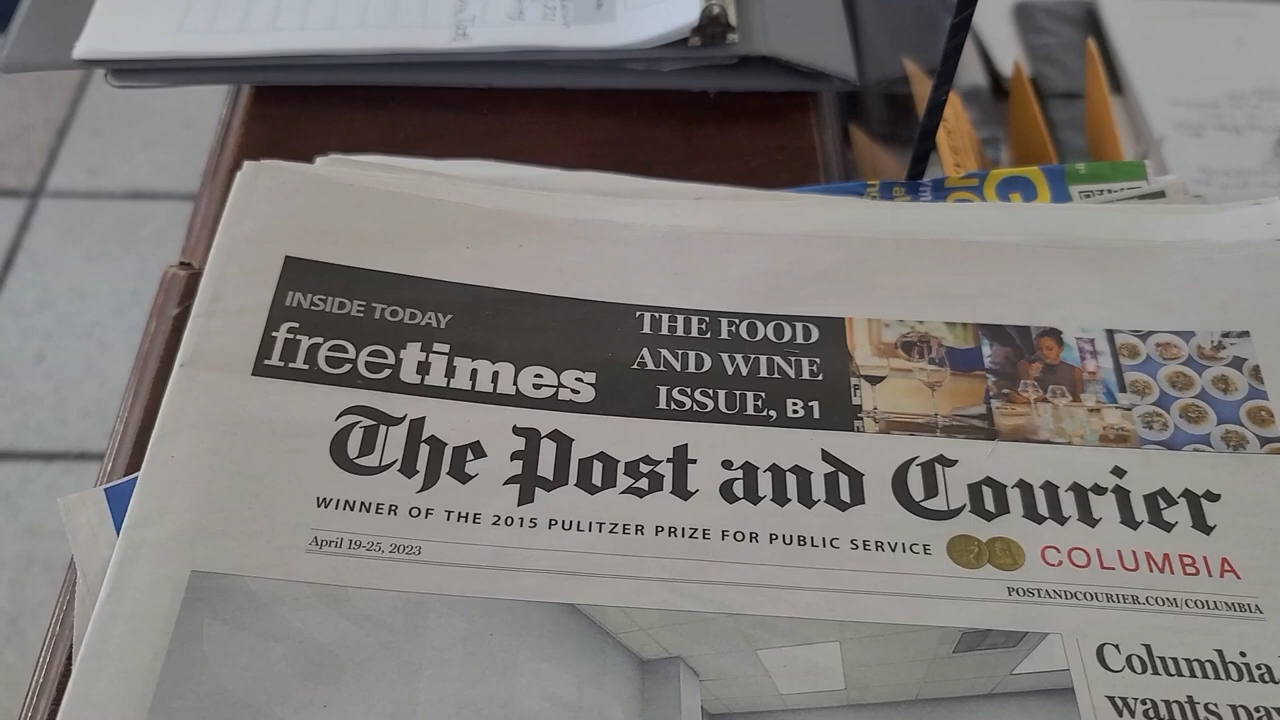 INSIDE TODAY
freetimes
THE FOOD
AND WINE
ISSUE, B1
The Post and Courier
WINNER OF THE 2015 PULITZER PRIZE FOR PUBLIC SERVICE
COLUMBIA
April 19-25, 2023
POSTANDCOURIER.COM/COLUMBIA
Columbia
wants